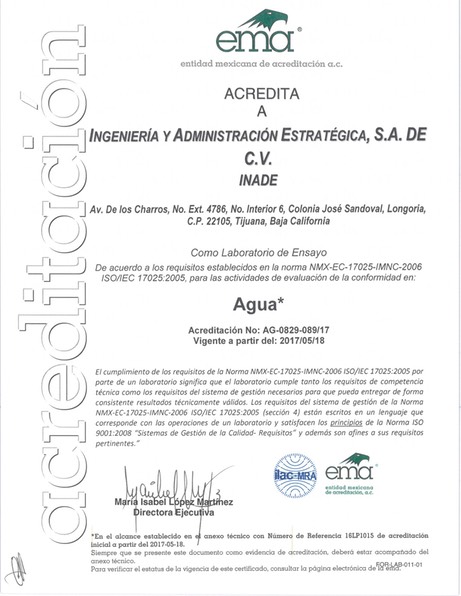 acreditación
ema
entidad mexicana de acreditación a.c.
ACREDITA
A
INGENIERÍA Y ADMINISTRACIÓN ESTRATÉGICA, S.A. DE
C.V.
INADE
Av. De los Charros, No. Ext. 4786, No. Interior 6, Colonia José Sandoval, Longoria,
C.P. 22105, Tijuana, Baja California
Como Laboratorio de Ensayo
De acuerdo a los requisitos establecidos en la norma NMX-EC-17025-IMNC-2006
ISO/IEC 17025:2005, para las actividades de evaluación de la conformidad en:
Agua*
Acreditación No: AG-0829-089/17
Vigente a partir del: 2017/05/18
El cumplimiento de los requisitos de la Norma NMX-EC-17025-IMNC-2006 ISO/IEC 17025:2005 por
parte de un laboratorio significa que el laboratorio cumple tanto los requisitos de competencia
técnica como los requisitos del sistema de gestión necesarios para que pueda entregar de forma
consistente resultados técnicamente válidos. Los requisitos del sistema de gestión de la Norma
NMX-EC-17025-IMNC-2006 ISO/IEC 17025:2005 (sección 4) están escritos en un lenguaje que
corresponde con las operaciones de un laboratorio y satisfacen los principios de la Norma ISO
9001:2008 "Sistemas de Gestión de la Calidad- Requisitos" y además son afines a sus requisitos
pertinentes."
María Isabel López Martínez
Directora Ejecutiva
ilac-MRA
ema
entidad mexicana
de acreditación, a.c.
*En el alcance establecido en el anexo técnico con Número de Referencia 16LP1015 de acreditación
inicial a partir del 2017-05-18.
Siempre que se presente este documento como evidencia de acreditación, deberá estar acompañado del
anexo técnico.
Para verificar el estatus de la vigencia de este certificado, consultar la página electrónica de la ema.
FOR-LAB-011-01